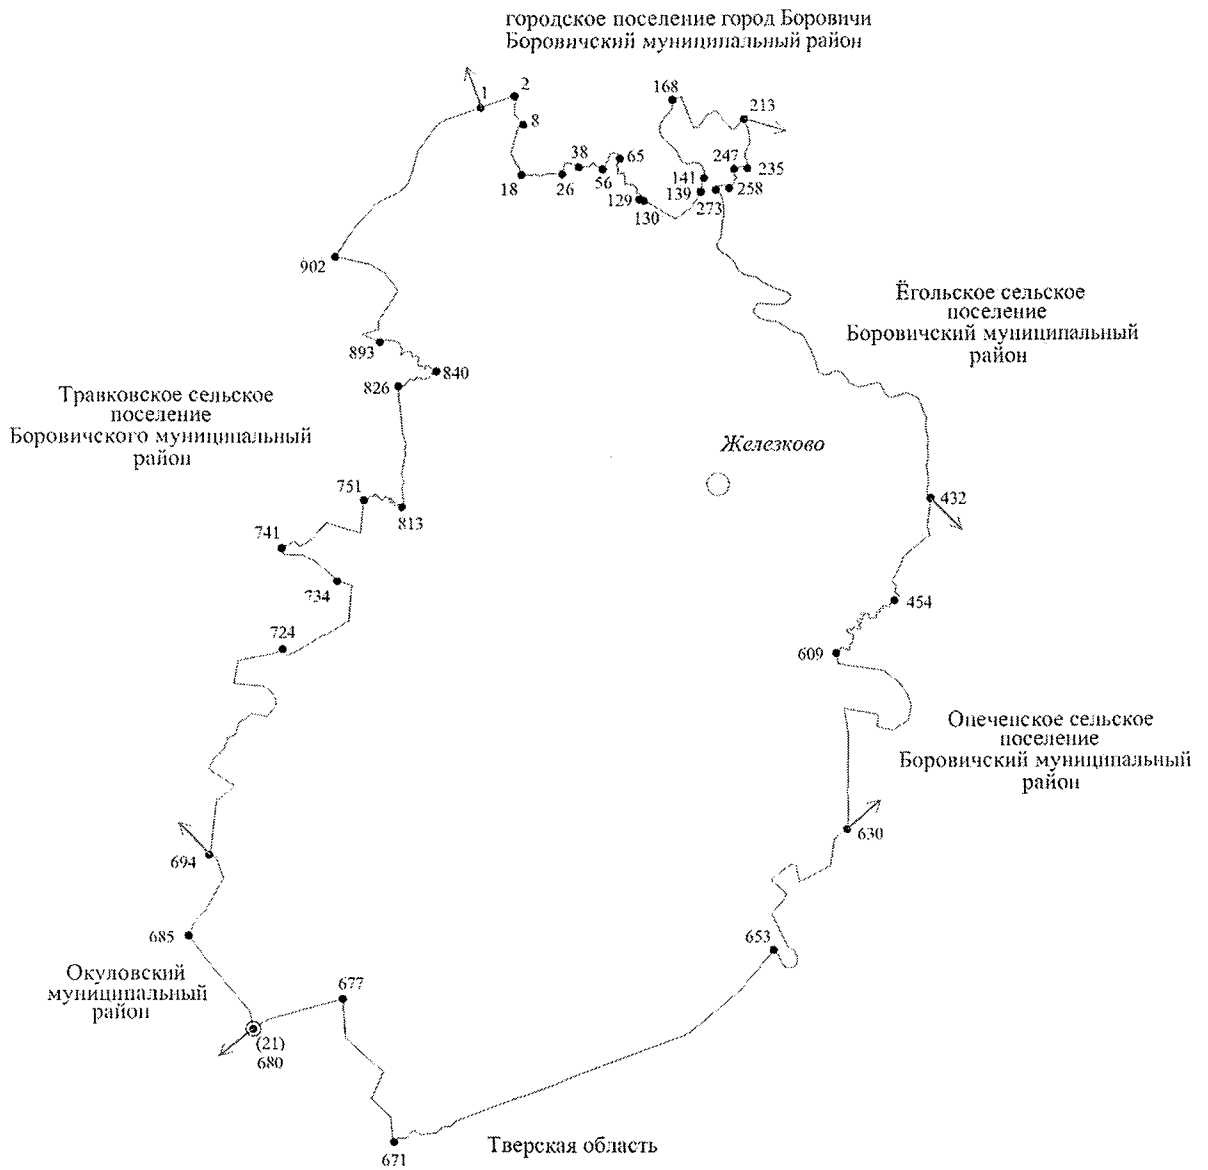 городское поселение город Боровичи
Боровичский муниципальный район
1
2
168
213
8
38
65
247
235
18
26
56
141
129
130
139
273
258
902
Ёгольское сельское
поселение
Боровичский муниципальный
район
893
840
826
Травковское сельское
поселение
Боровичского муниципальный
район
Железково
751
813
432
741
734
454
724
609
Опеченское сельское
поселение
Боровичский муниципальный
район
694
630
685
653
Окуловский
муниципальный
район
677
(21)
680
Тверская область
671